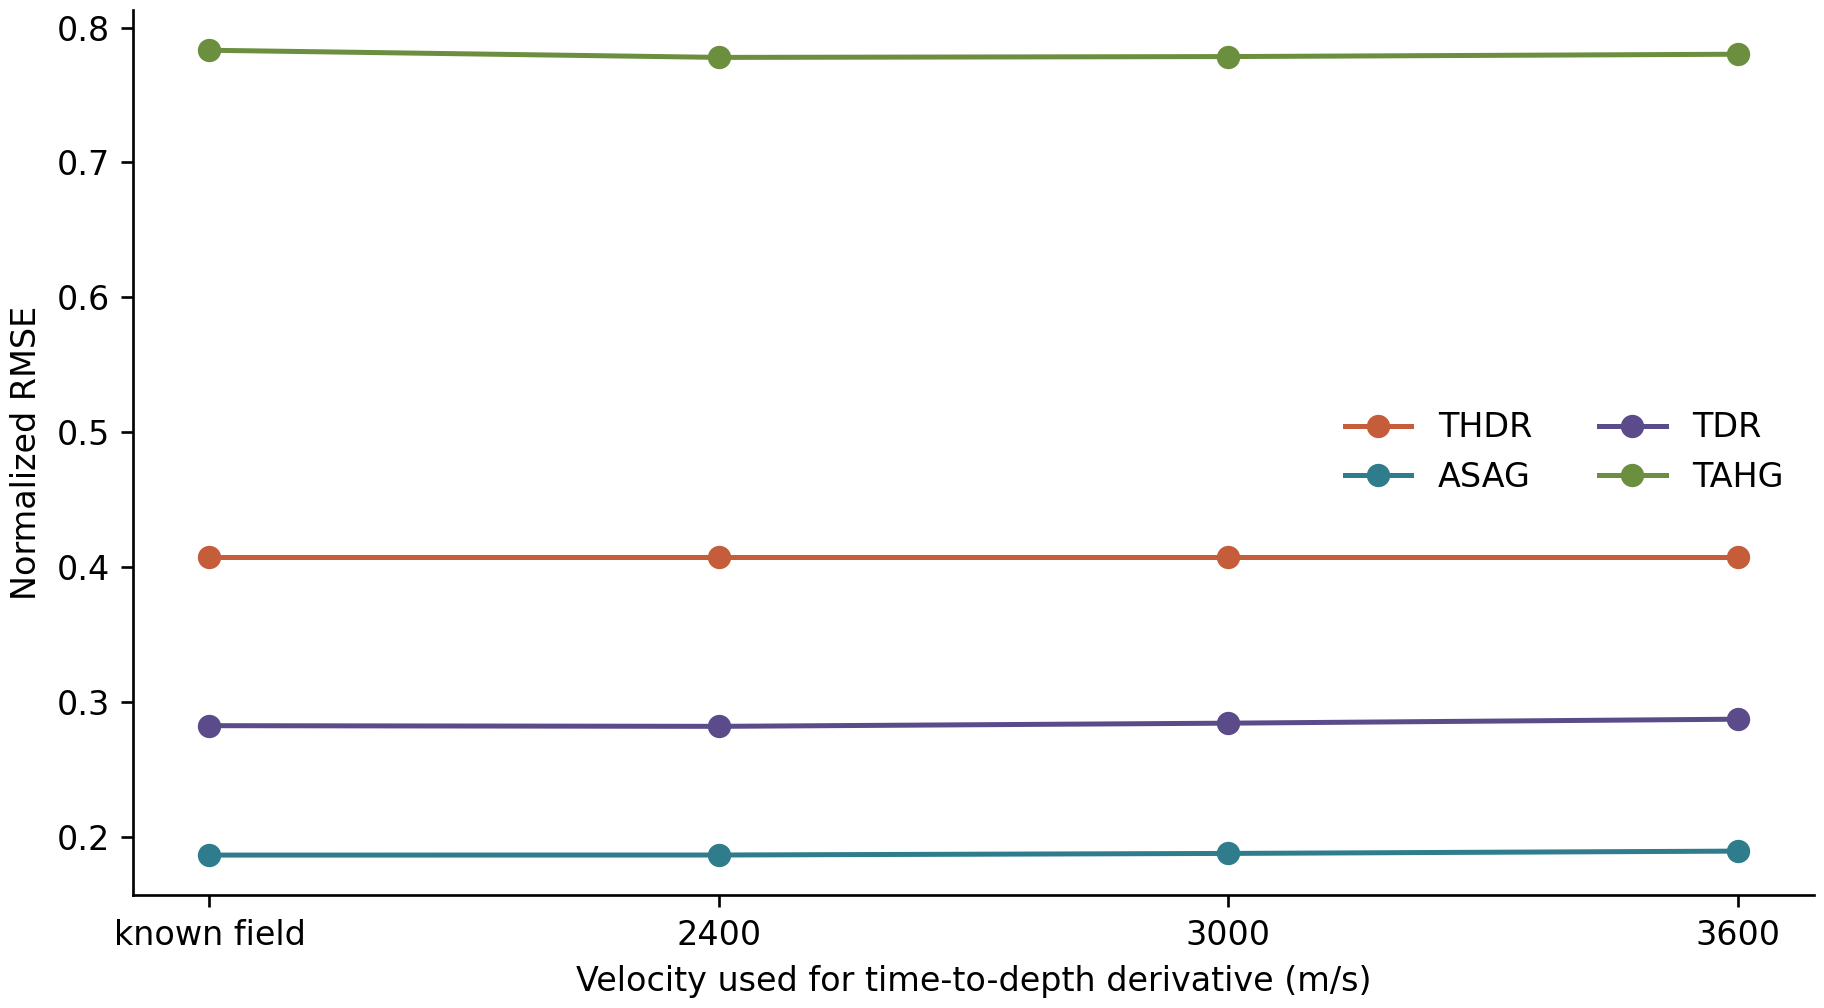 Normalized RMSE
0.8
0.7
0.6
0.5
0.4
0.3
0.2
THDR
ASAG
TDR
TAHG
known field
2400
3000
3600
Velocity used for time-to-depth derivative (m/s)